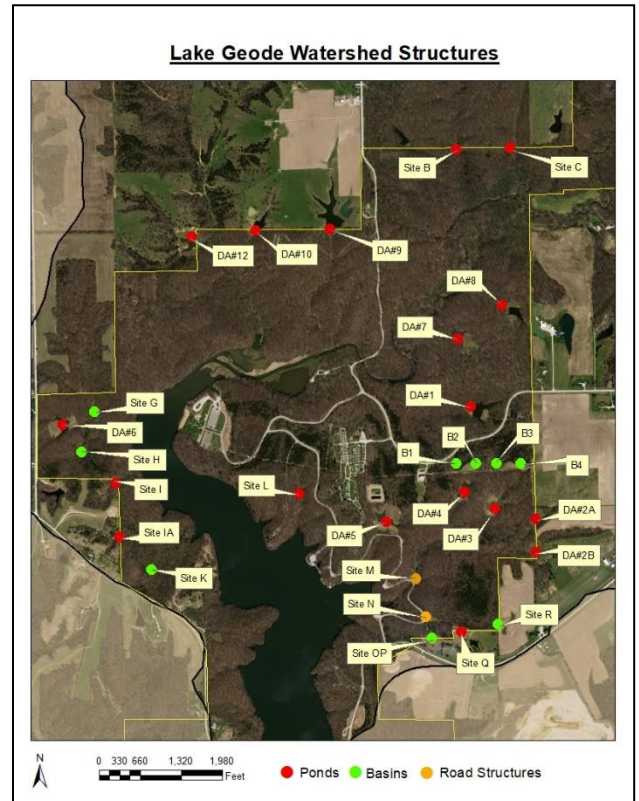 Lake Geode Watershed Structures
Site B
Site C
DA#12
DA#10
DA#9
DA#8
DA#7
DA#1
Site G
DA#6
Site H
B1
B2
B3
B4
Site I
Site L
DA#4
DA#3
DA#2A
DA#5
Site IA
DA#2B
Site K
Site M
Site N
Site R
Site OP
Site Q
N
0 330 660 1,320 1,980
Feet
Ponds Basins Road Structures